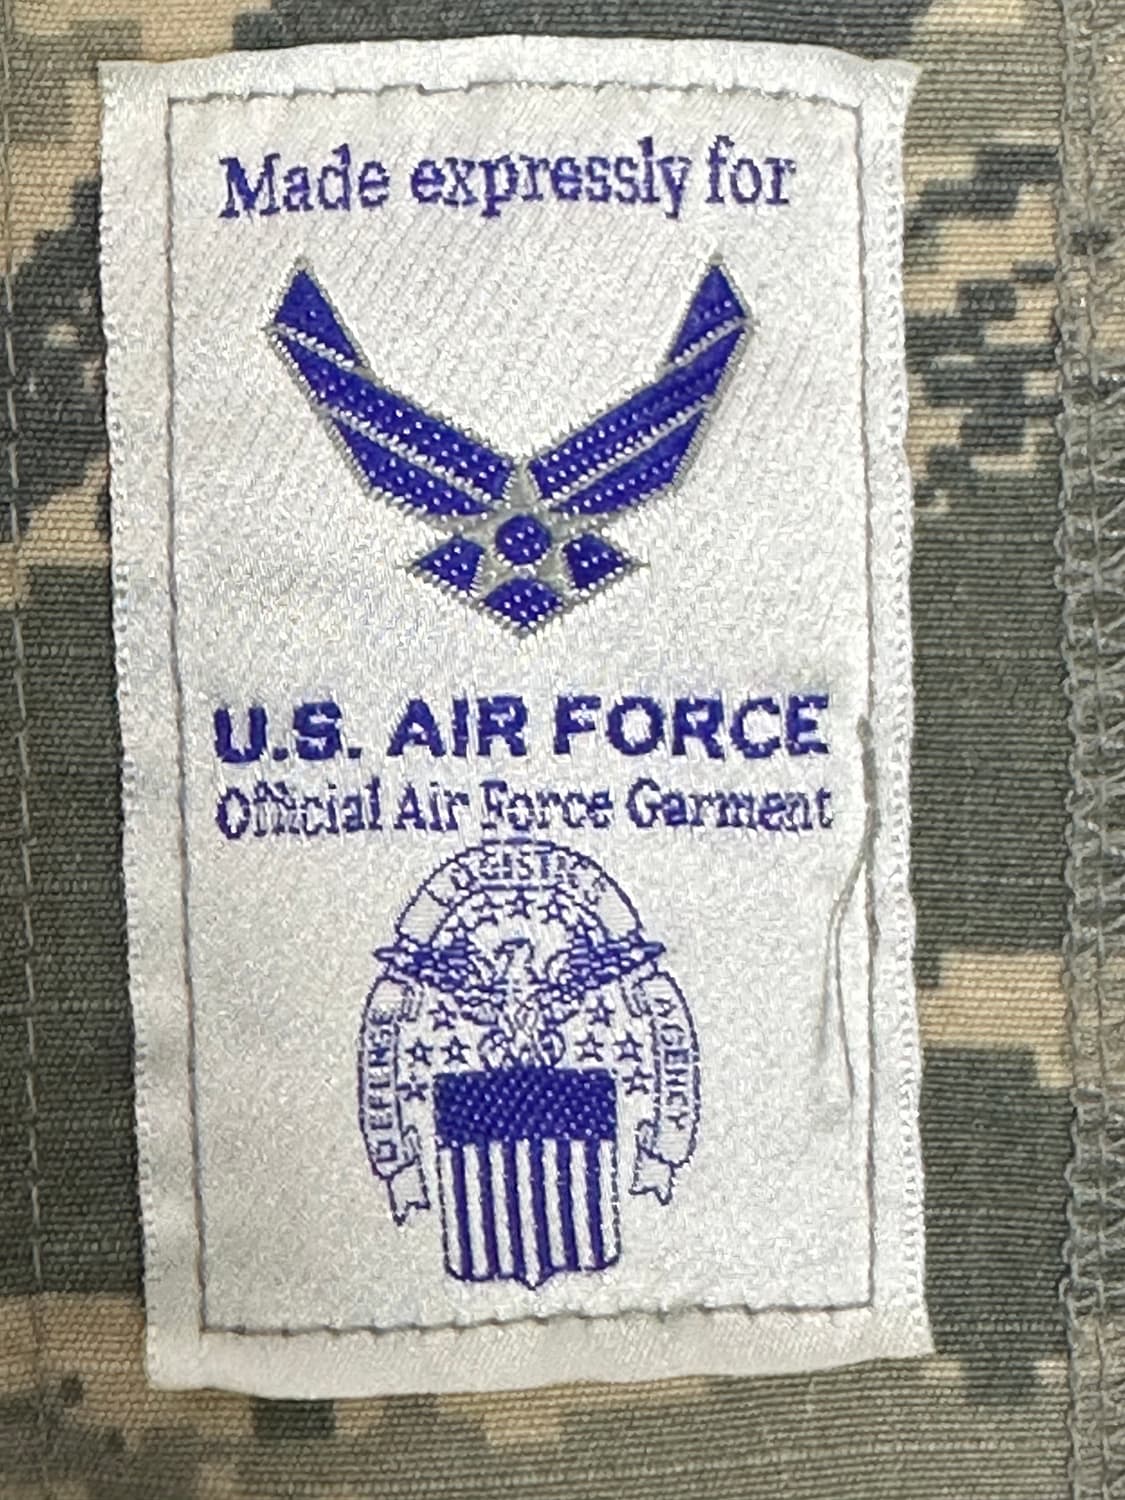 Made expressly for
U.S. AIR FORCE
Official Air Force Garment
LOGISTICS
DEFENSE
AGENCY